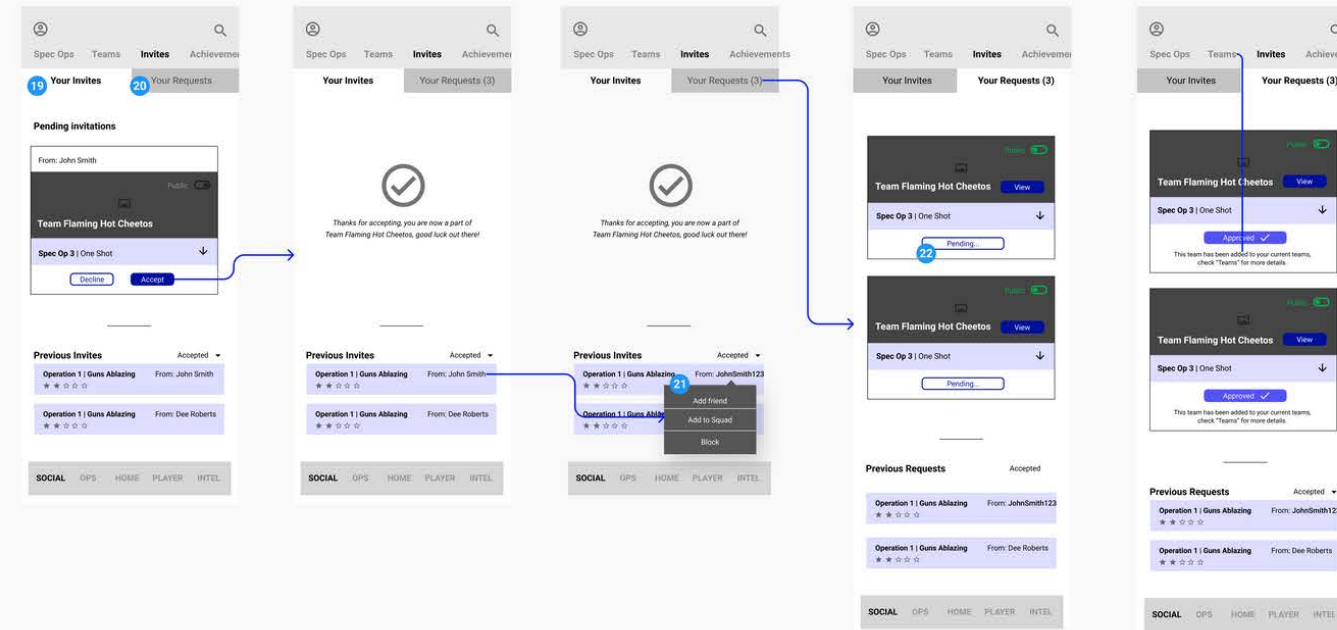 Spec Ops Teams Invites Achievemen
19 Your Invites 20 Your Requests
Pending invitations
From: John Smith
Public
Team Flaming Hot Cheetos
Spec Op 3 | One Shot
Decline Accept
Previous Invites Accepted
Operation 1 | Guns Ablazing From: John Smith
Operation 1 | Guns Ablazing From: Dee Roberts
SOCIAL OPS HOME PLAYER INTEL
Spec Ops Teams Invites Achievemen
Your Invites Your Requests (3)
Thanks for accepting, you are now a part of
Team Flaming Hot Cheetos, good luck out there!
Previous Invites Accepted
Operation 1 | Guns Ablazing From: John Smith
Operation 1 | Guns Ablazing From: Dee Roberts
SOCIAL OPS HOME PLAYER INTEL
Spec Ops Teams Invites Achievements
Your Invites Your Requests (3)
Thanks for accepting, you are now a part of
Team Flaming Hot Cheetos, good luck out there!
Previous Invites Accepted
Operation 1 | Guns Ablazing From: JohnSmith123
21
Add friend
Operation 1 | Guns Abla
Add to Squad
Block
SOCIAL OPS HOME PLAYER INTEL
Spec Ops Teams Invites Achievemen
Your Invites Your Requests (3)
Public
Team Flaming Hot Cheetos View
Spec Op 3 | One Shot
Pending...
22
Public
Team Flaming Hot Cheetos View
Spec Op 3 | One Shot
Pending...
Previous Requests Accepted
Operation 1 | Guns Ablazing From: JohnSmith123
Operation 1 | Guns Ablazing From: Dee Roberts
SOCIAL OPS HOME PLAYER INTEL
Spec Ops Teams Invites Achieve
Your Invites Your Requests (3)
Public
Team Flaming Hot Cheetos View
Spec Op 3 | One Shot
Approved
This team has been added to your current teams,
check "Teams" for more details.
Public
Team Flaming Hot Cheetos View
Spec Op 3 | One Shot
Approved
This team has been added to your current teams,
check "Teams" for more details.
Previous Requests Accepted
Operation 1 | Guns Ablazing From: JohnSmith123
Operation 1 | Guns Ablazing From: Dee Roberts
SOCIAL OPS HOME PLAYER INTEL